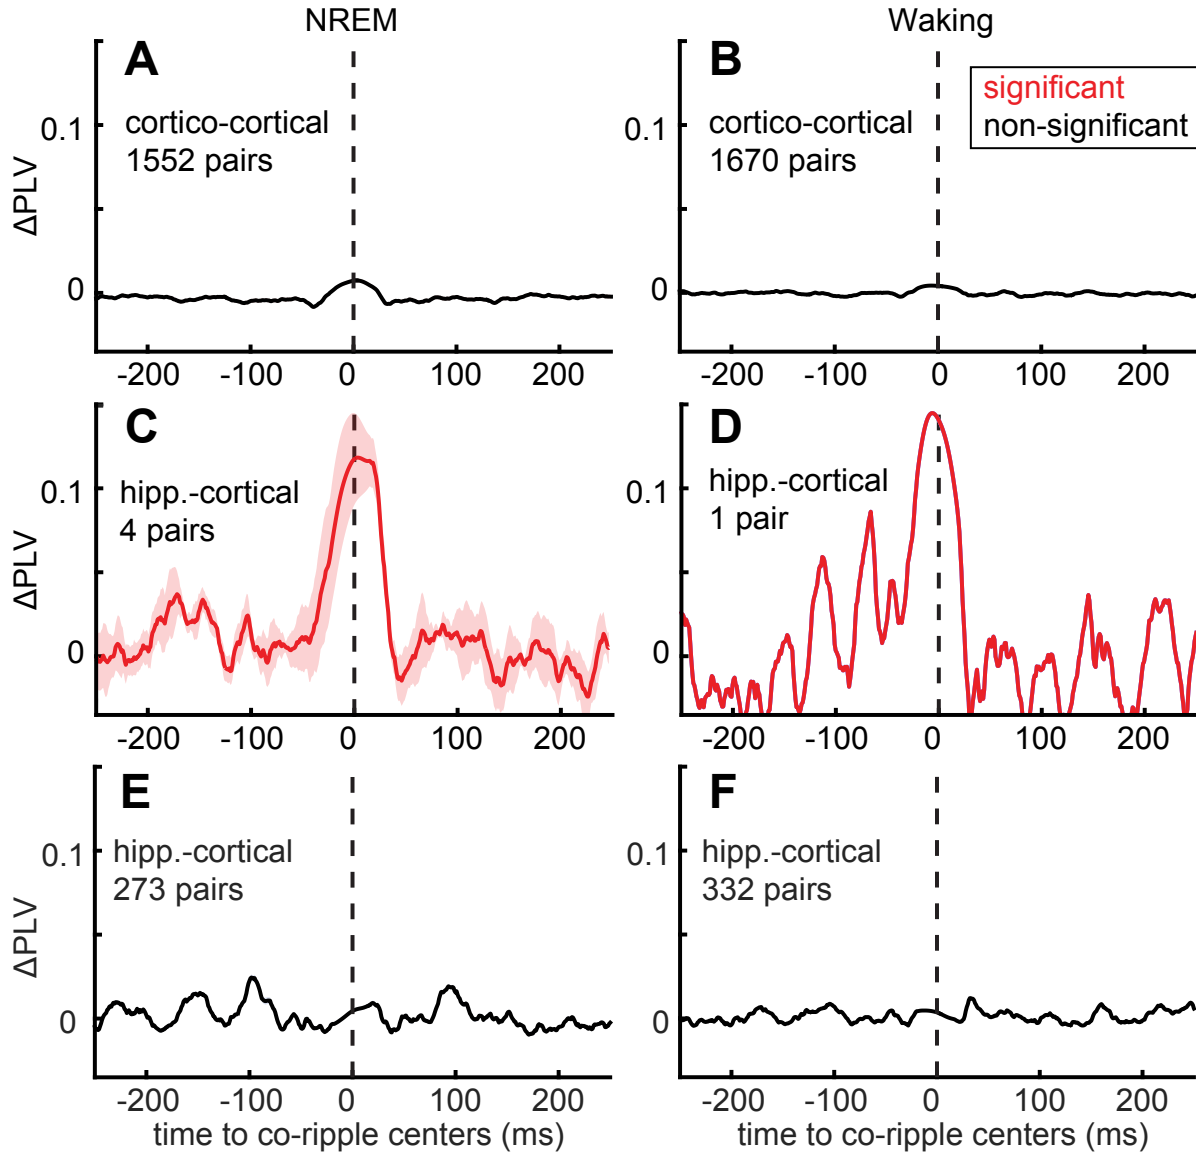 NREM
Waking
A
cortico-cortical
1552 pairs
ΔPLV
0.1
0
-200 -100 0 100 200
B
cortico-cortical
1670 pairs
significant
non-significant
0.1
0
-200 -100 0 100 200
C
hipp.-cortical
4 pairs
ΔPLV
0.1
0
-200 -100 0 100 200
D
hipp.-cortical
1 pair
0.1
0
-200 -100 0 100 200
E
hipp.-cortical
273 pairs
ΔPLV
0.1
0
-200 -100 0 100 200
time to co-ripple centers (ms)
F
hipp.-cortical
332 pairs
0.1
0
-200 -100 0 100 200
time to co-ripple centers (ms)